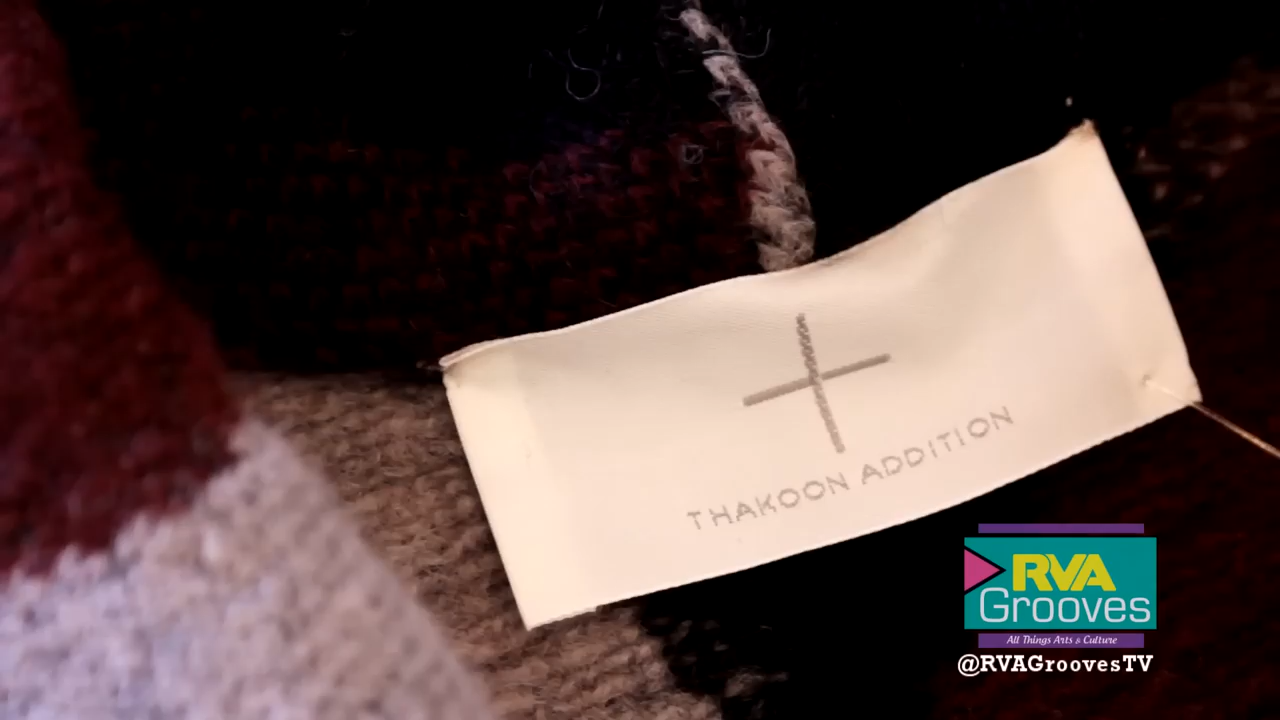 THAKOON ADDITION
RVA
Grooves
All Things Arts & Culture
@RVAGroovesTV